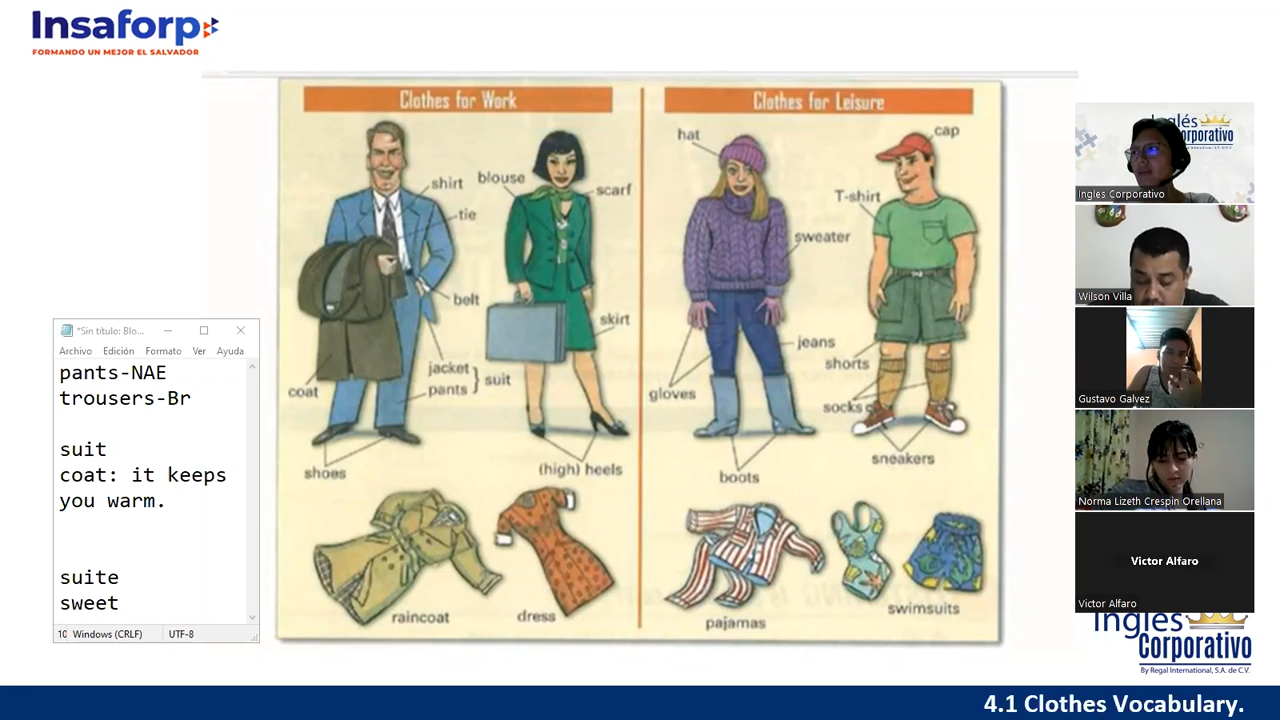 Insaforp
FORMANDO UN MEJOR EL SALVADOR
Clothes for Work
shirt
blouse
scarf
tie
belt
skirt
jacket
pants
suit
coat
shoes
(high) heels
raincoat
dress
Clothes for Leisure
hat
cap
T-shirt
sweater
jeans
shorts
gloves
socks
sneakers
boots
pajamas
swimsuits
*Sin título: Blo...
Archivo Edición Formato Ver Ayuda
pants-NAE
trousers-Br
suit
coat: it keeps
you warm.
suite
sweet
10 Windows (CRLF) UTF-8
Inglés
Corporativo
Ingles Corporativo
Wilson Villa
Gustavo Galvez
Norma Lizeth Crespin Orellana
Victor Alfaro
Victor Alfaro
Inglés
Corporativo
By Regal International, S.A. de C.V.
4.1 Clothes Vocabulary.